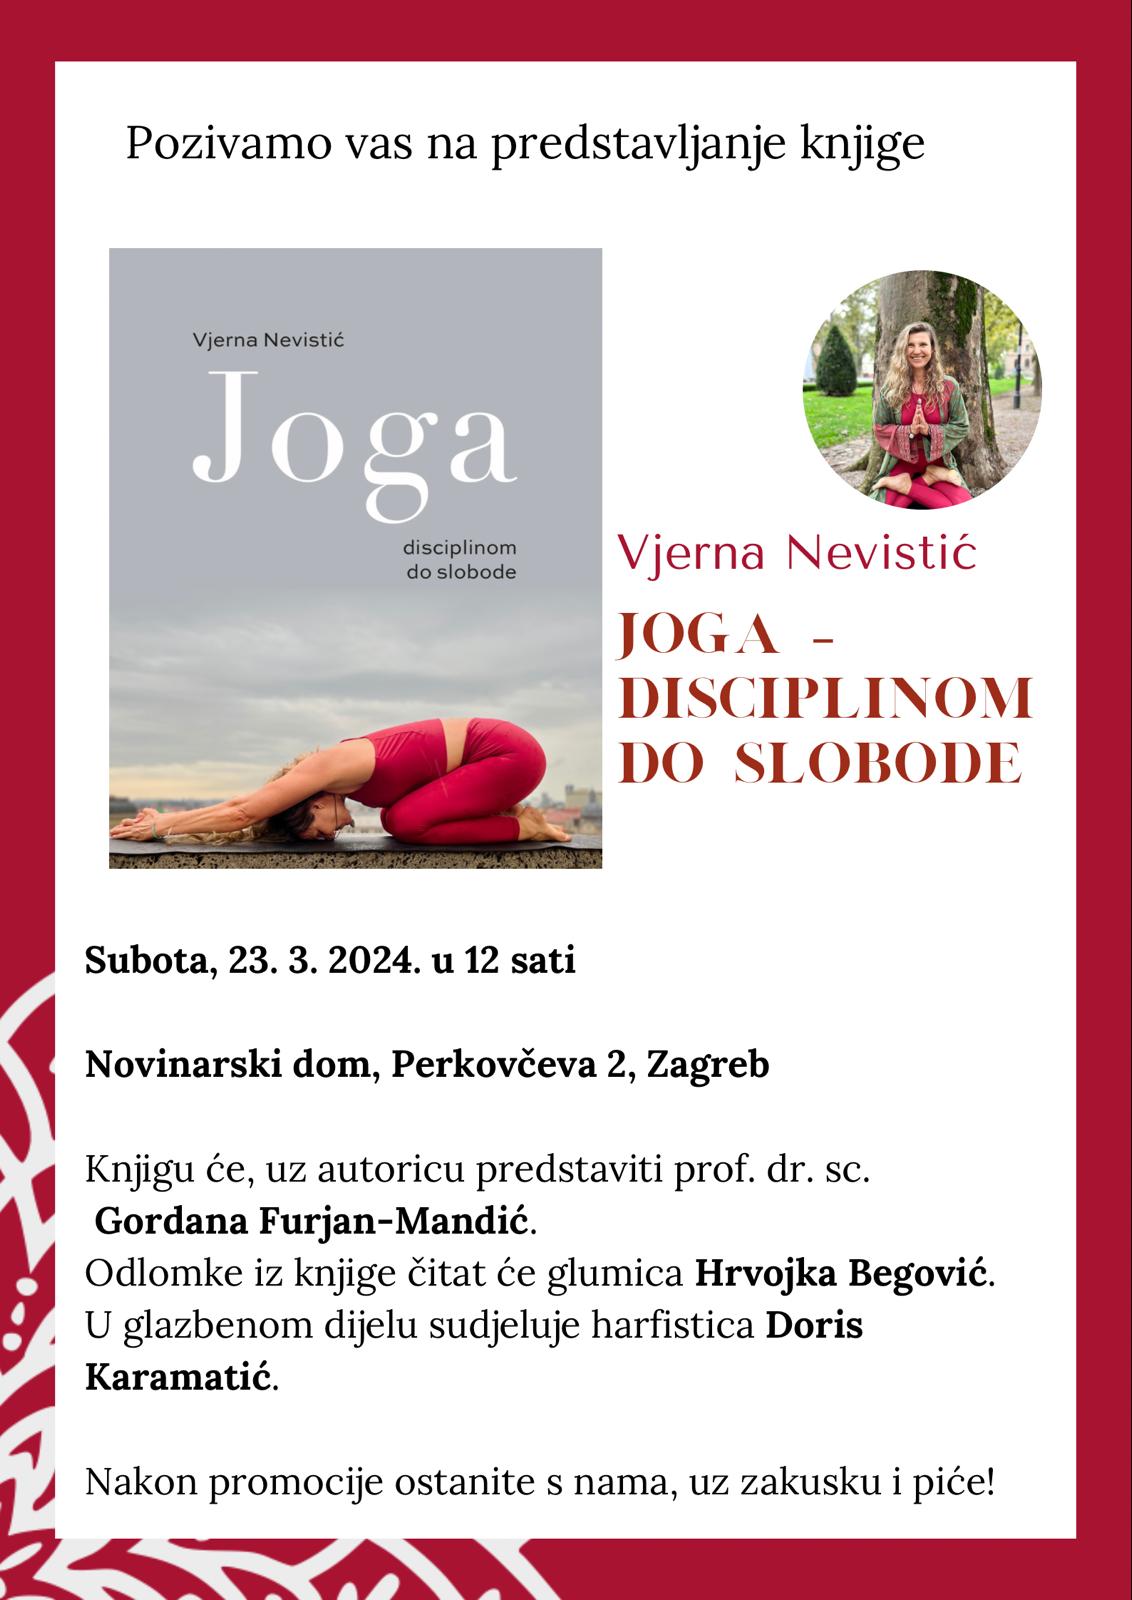 Pozivamo vas na predstavljanje knjige
Vjerna Nevistić
Joga
disciplinom
do slobode
Vjerna Nevistić
JOGA -
DISCIPLINOM
DO SLOBODE
Subota, 23. 3. 2024. u 12 sati
Novinarski dom, Perkovčeva 2, Zagreb
Knjigu će, uz autoricu predstaviti prof. dr. sc.
Gordana Furjan-Mandić.
Odlomke iz knjige čitat će glumica Hrvojka Begović.
U glazbenom dijelu sudjeluje harfistica Doris
Karamatić.
Nakon promocije ostanite s nama, uz zakusku i piće!